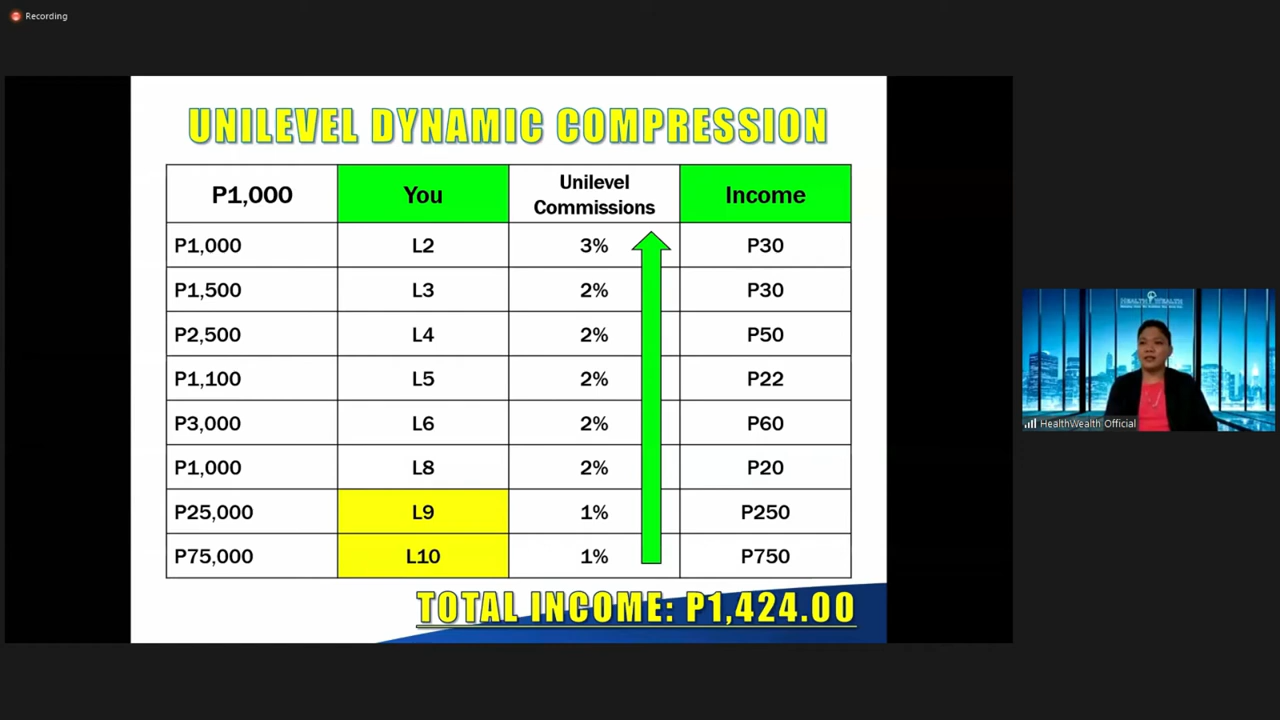 Recording
UNILEVEL DYNAMIC COMPRESSION
P1,000 You Unilevel Commissions Income
P1,000 L2 3% P30
P1,500 L3 2% P30
P2,500 L4 2% P50
P1,100 L5 2% P22
P3,000 L6 2% P60
P1,000 L8 2% P20
P25,000 L9 1% P250
P75,000 L10 1% P750
TOTAL INCOME: P1,424.00
HEALTH WEALTH
HealthWealth Official